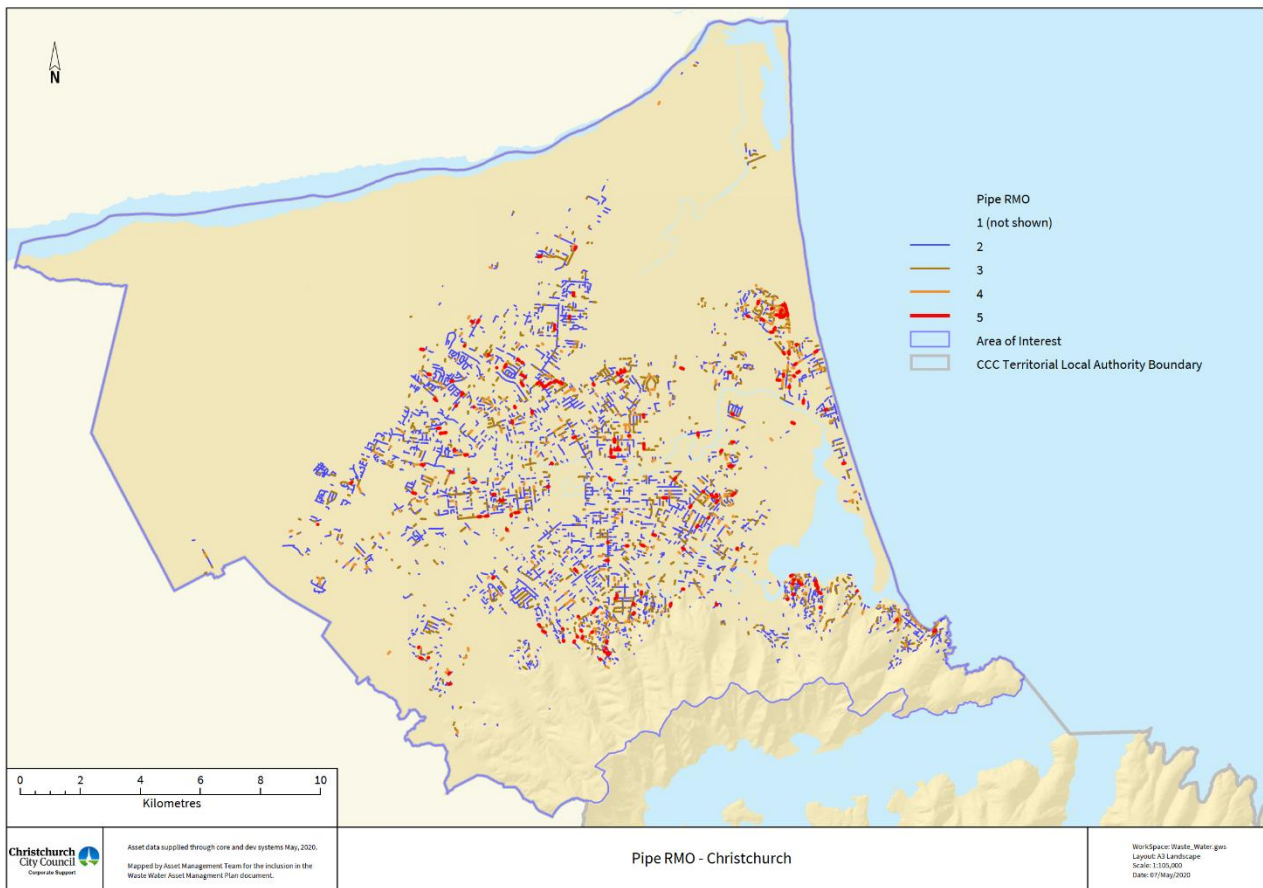 N
Pipe RMO
1 (not shown)
2
3
4
5
Area of Interest
CCC Territorial Local Authority Boundary
0 2 4 6 8 10
Kilometres
Christchurch
City Council
Corporate Support
Asset data supplied through core and dev systems May, 2020.
Mapped by Asset Management Team for the inclusion in the
Waste Water Asset Managment Plan document.
Pipe RMO - Christchurch
WorkSpace: Waste_Water.gws
Layout: A3 Landscape
Scale: 1:105,000
Date: 07/May/2020